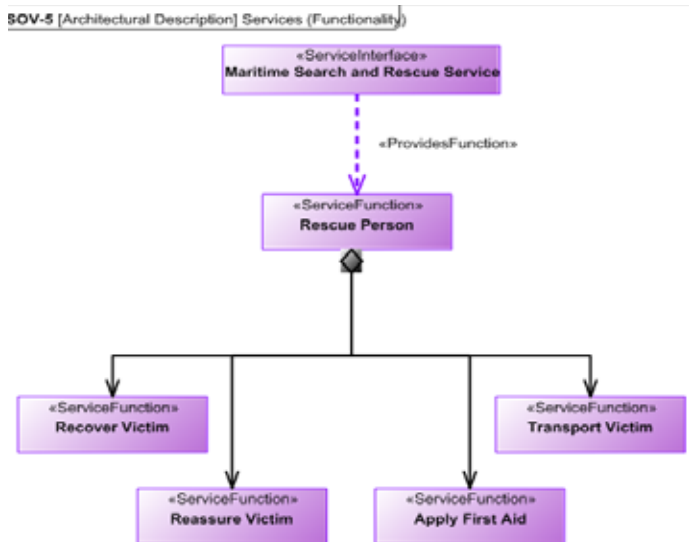 SOV-5 [Architectural Description] Services (Functionality)
«ServiceInterface»
Maritime Search and Rescue Service
«ProvidesFunction»
«ServiceFunction»
Rescue Person
«ServiceFunction»
Recover Victim
«ServiceFunction»
Transport Victim
«ServiceFunction»
Reassure Victim
«ServiceFunction»
Apply First Aid